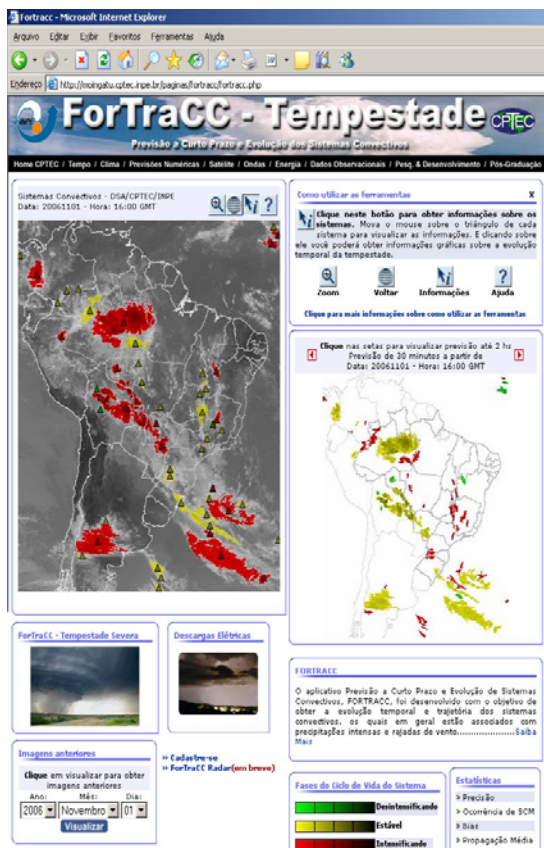 Fortracc - Microsoft Internet Explorer
Arquivo Editar Exibir Favoritos Ferramentas Ajuda
Endereço http://moingatu.cptec.inpe.br/paginas/fortracc/fortracc.php
ForTraCC - Tempestade CPTEC
Previsão a Curto Prazo e Evolução dos Sistemas Convectivos
Home CPTEC / Tempo / Clima / Previsões Numéricas / Satélite / Ondas / Energia / Dados Observacionais / Pesq. & Desenvolvimento / Pós-Graduação
Sistemas Convectivos - DSA/CPTEC/INPE
Data: 20061101 - Hora: 16:00 GMT
Como utilizar as ferramentas X
Clique neste botão para obter informações sobre os
sistemas. Mova o mouse sobre o triângulo de cada
sistema para visualizar as informações. E clicando sobre
ele você poderá obter informações gráficas sobre a evolução
temporal da tempestade.
Zoom Voltar Informações Ajuda
Clique para mais informações sobre como utilizar as ferramentas
Clique nas setas para visualizar previsão até 2 hs
Previsão de 30 minutos a partir de
Data: 20061101 - Hora: 16:00 GMT
ForTraCC - Tempestade Severa
Descargas Elétricas
FORTRACC
O aplicativo Previsão a Curto Prazo e Evolução de Sistemas
Convectivos, FORTRACC, foi desenvolvido com o objetivo de
obter a evolução temporal e trajetória dos sistemas
convectivos, os quais em geral estão associados com
precipitações intensas e rajadas de vento..................Saiba
Mais
Imagens anteriores
Clique em visualizar para obter
imagens anteriores
Ano: Mês: Dia:
2006 Novembro 01
Visualizar
» Cadastre-se
» ForTraCC Radar(em breve)
Fases do Ciclo de Vida do Sistema
Desintensificando
Estável
Intensificando
Estatísticas
» Precisão
» Ocorrência de SCM
» Bias
» Propagação Média